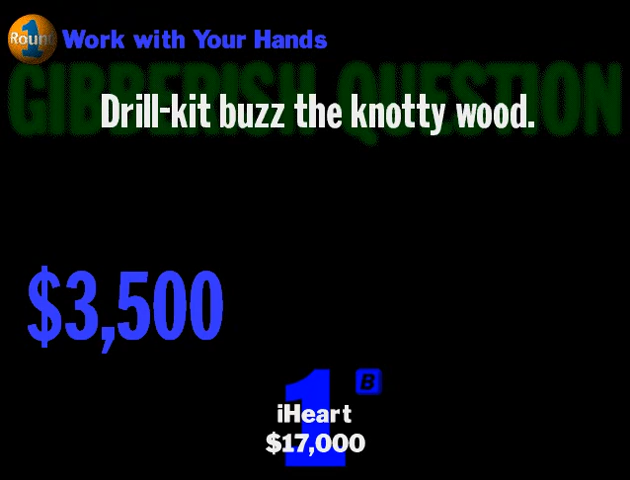 Round 1 Work with Your Hands
GIBBERISH QUESTION
Drill-kit buzz the knotty wood.
$3,500
1 B
iHeart
$17,000